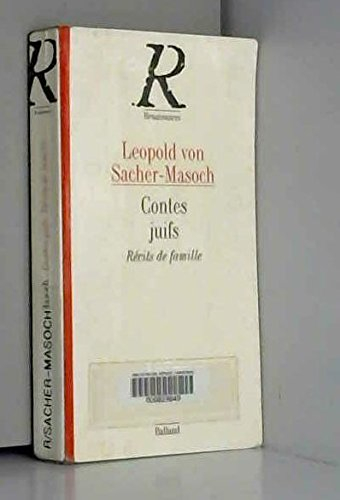 R
Renaissances
Leopold von
Sacher-Masoch
Contes
juifs
Récits de famille
Balland
R/SACHER-MASOCH